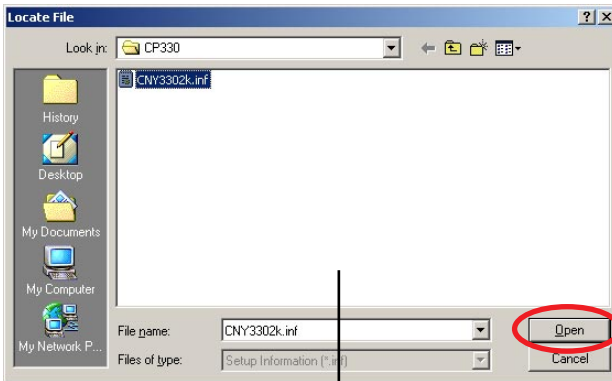 Locate File
Look in: CP330
CNY3302k.inf
History
Desktop
My Documents
My Computer
My Network P...
File name: CNY3302k.inf Open
Files of type: Setup Information (*.inf) Cancel